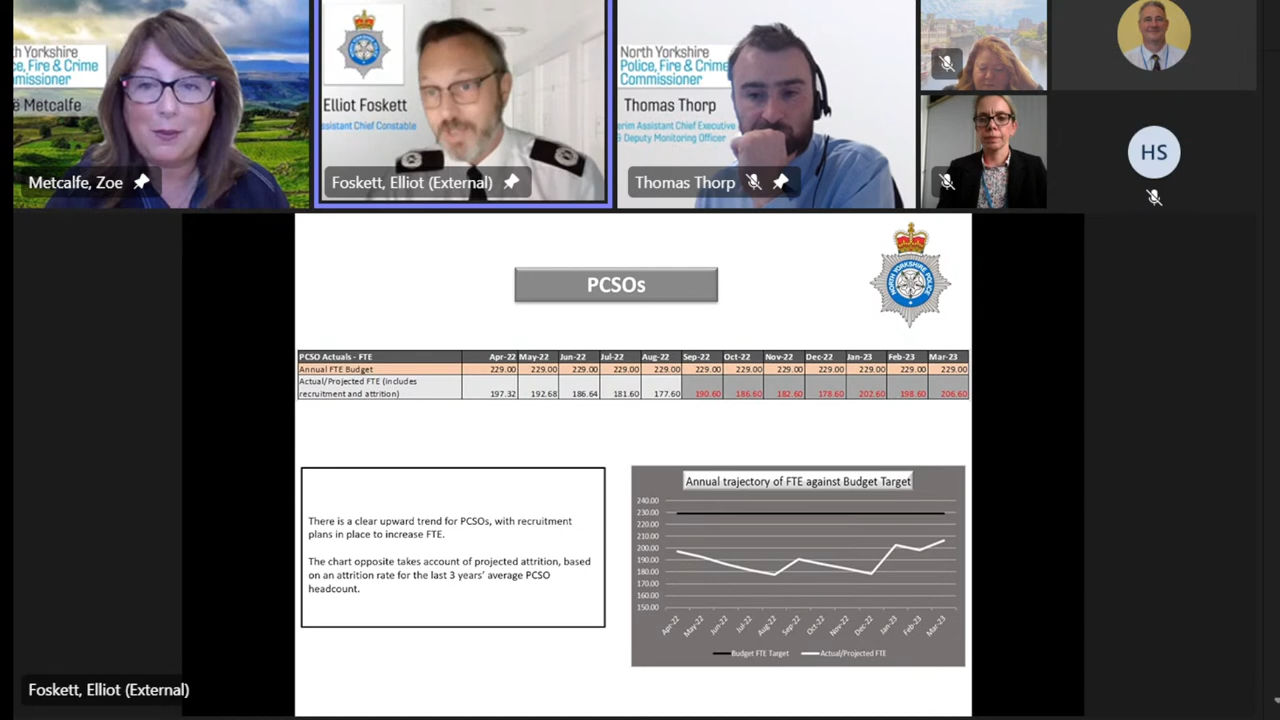 th Yorkshire
ce, Fire & Crime
mmissioner
ë Metcalfe
Metcalfe, Zoe
Elliot Foskett
ssistant Chief Constable
Foskett, Elliot (External)
North Yorkshire
Police, Fire & Crime
Commissioner
Thomas Thorp
erim Assistant Chief Executive
& Deputy Monitoring Officer
Thomas Thorp
HS
PCSOs
NORTH YORKSHIRE POLICE
PCSO Actuals - FTE Apr-22 May-22 Jun-22 Jul-22 Aug-22 Sep-22 Oct-22 Nov-22 Dec-22 Jan-23 Feb-23 Mar-23
Annual FTE Budget 229.00 229.00 229.00 229.00 229.00 229.00 229.00 229.00 229.00 229.00 229.00 229.00
Actual/Projected FTE (includes
recruitment and attrition) 197.32 192.68 186.64 181.60 177.60 190.60 186.60 182.60 178.60 202.60 198.60 206.60
There is a clear upward trend for PCSOs, with recruitment
plans in place to increase FTE.
The chart opposite takes account of projected attrition, based
on an attrition rate for the last 3 years' average PCSO
headcount.
Annual trajectory of FTE against Budget Target
240.00
230.00
220.00
210.00
200.00
190.00
180.00
170.00
160.00
150.00
Apr-22 May-22 Jun-22 Jul-22 Aug-22 Sep-22 Oct-22 Nov-22 Dec-22 Jan-23 Feb-23 Mar-23
Budget FTE Target Actual/Projected FTE
Foskett, Elliot (External)